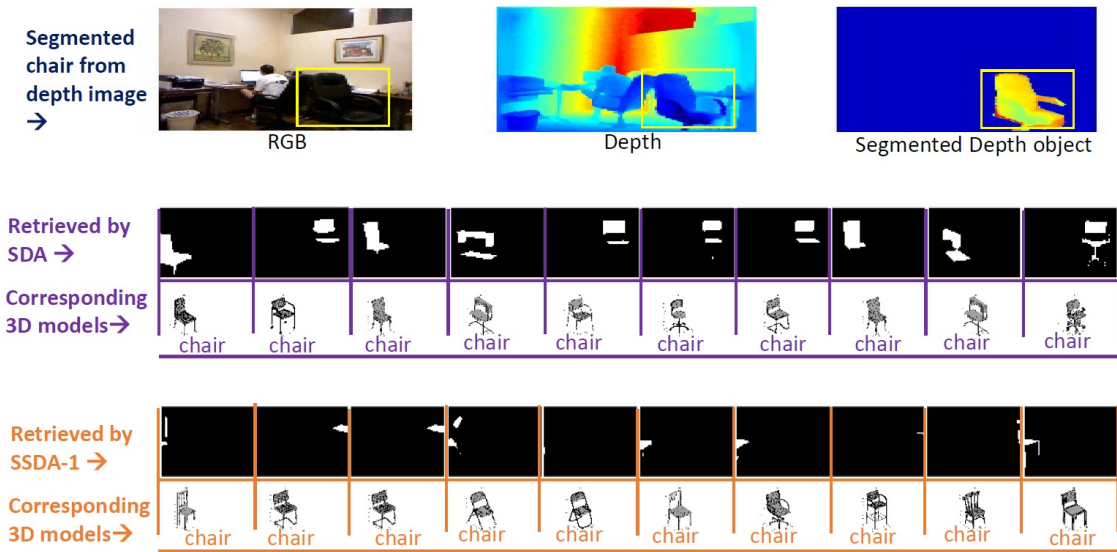 Segmented
chair from
depth image
→
RGB
Depth
Segmented Depth object
Retrieved by
SDA →
Corresponding
3D models→
chair chair chair chair chair chair chair chair chair chair
Retrieved by
SSDA-1 →
Corresponding
3D models→
chair chair chair chair chair chair chair chair chair chair